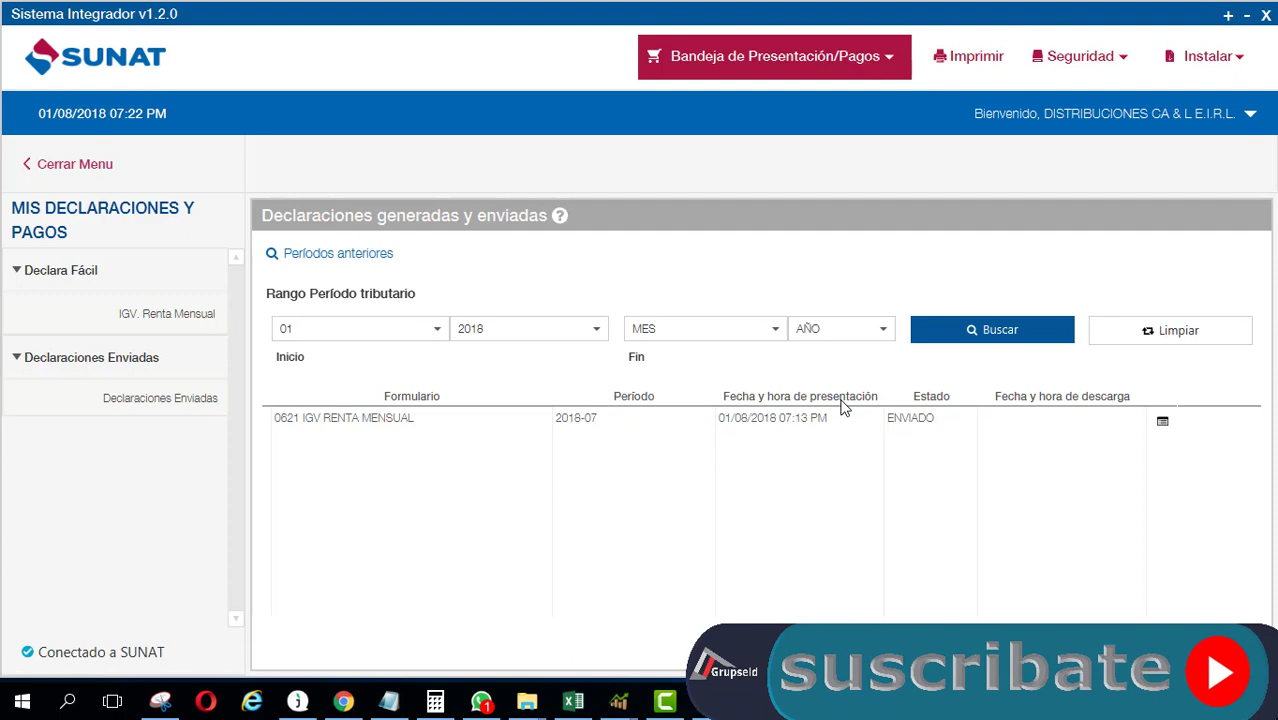 Sistema Integrador v1.2.0
+ - X
SUNAT
Bandeja de Presentación/Pagos
Imprimir
Seguridad
Instalar
01/08/2018 07:22 PM
Bienvenido, DISTRIBUCIONES CA & L E.I.R.L.
Cerrar Menu
MIS DECLARACIONES Y
PAGOS
Declara Fácil
IGV. Renta Mensual
Declaraciones Enviadas
Declaraciones Enviadas
Conectado a SUNAT
Declaraciones generadas y enviadas ?
Períodos anteriores
Rango Período tributario
01 2018 MES AÑO Buscar Limpiar
Inicio Fin
Formulario Período Fecha y hora de presentación Estado Fecha y hora de descarga
0621 IGV RENTA MENSUAL 2018-07 01/08/2018 07:13 PM ENVIADO
Grupseld
suscribate
1